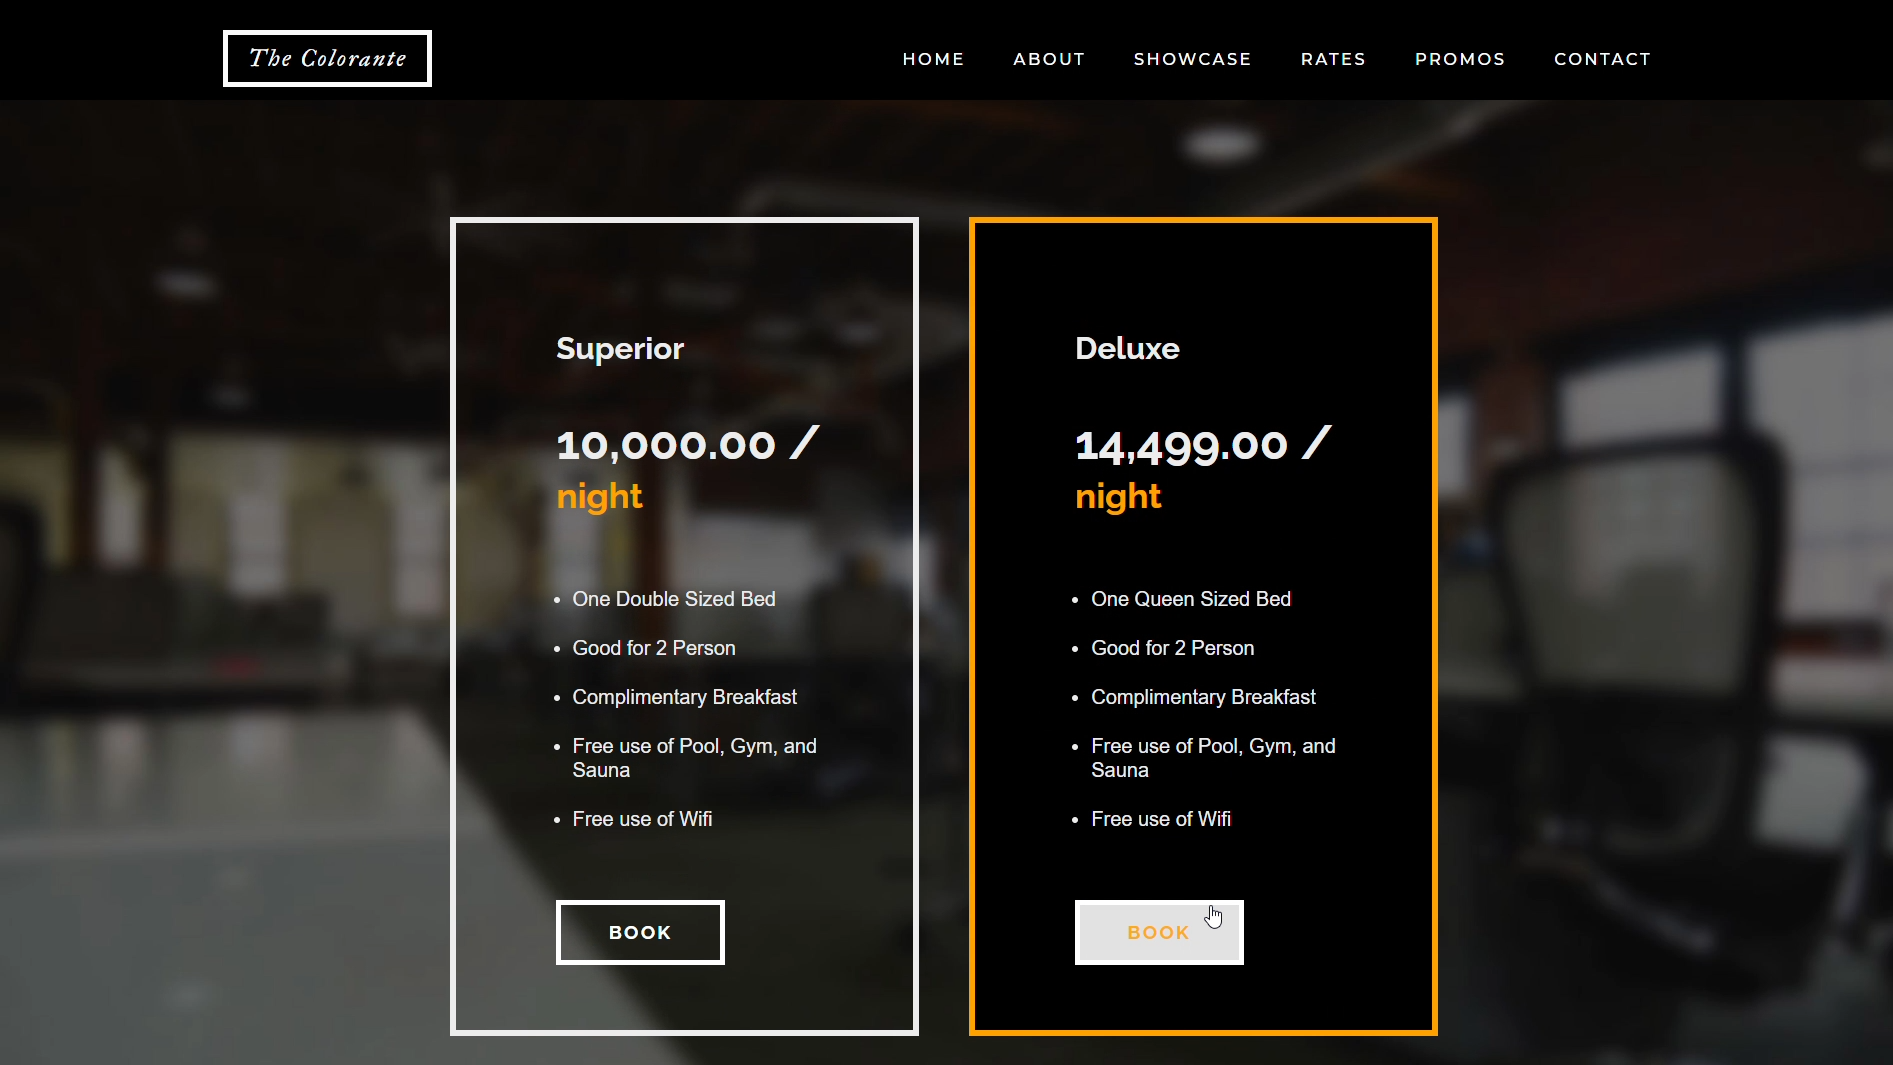 The Colorante
HOME ABOUT SHOWCASE RATES PROMOS CONTACT
Superior
10,000.00 /
night
One Double Sized Bed
Good for 2 Person
Complimentary Breakfast
Free use of Pool, Gym, and
Sauna
Free use of Wifi
BOOK
Deluxe
14,499.00 /
night
One Queen Sized Bed
Good for 2 Person
Complimentary Breakfast
Free use of Pool, Gym, and
Sauna
Free use of Wifi
BOOK